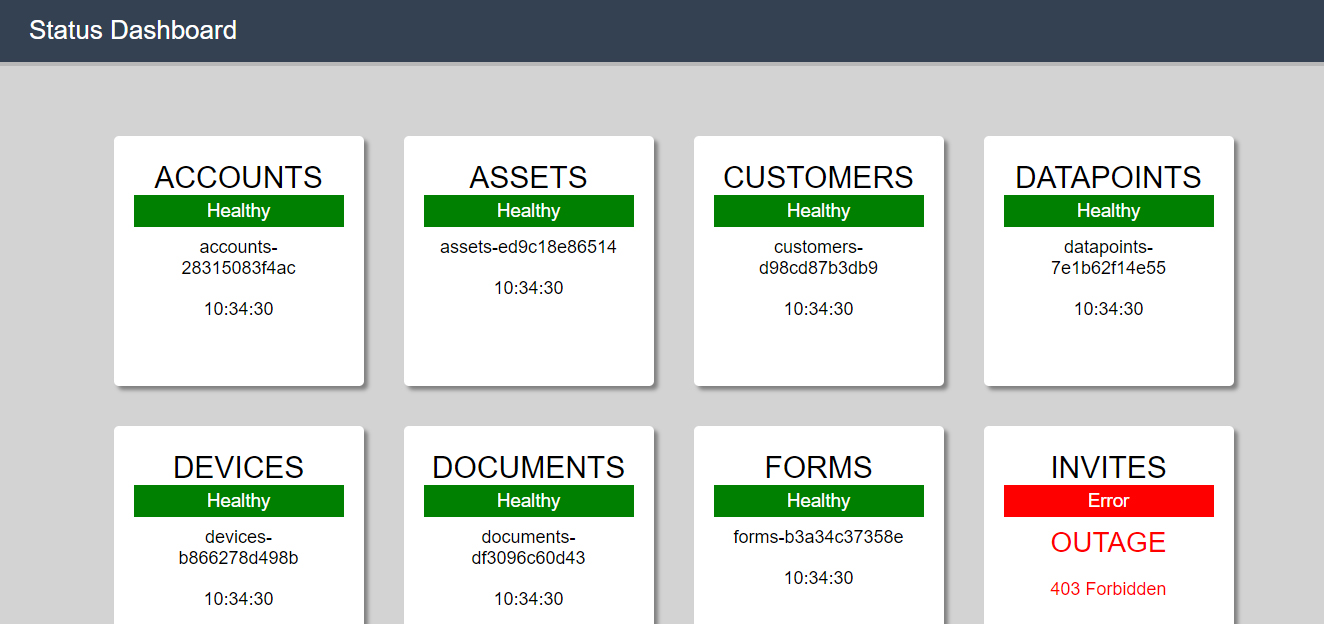 Status Dashboard
ACCOUNTS
Healthy
accounts-
28315083f4ac
10:34:30
ASSETS
Healthy
assets-ed9c18e86514
10:34:30
CUSTOMERS
Healthy
customers-
d98cd87b3db9
10:34:30
DATAPOINTS
Healthy
datapoints-
7e1b62f14e55
10:34:30
DEVICES
Healthy
devices-
b866278d498b
10:34:30
DOCUMENTS
Healthy
documents-
df3096c60d43
10:34:30
FORMS
Healthy
forms-b3a34c37358e
10:34:30
INVITES
Error
OUTAGE
403 Forbidden